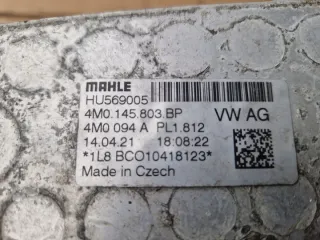 MAHLE
HU569005
4M0.145.803.BP VW AG
4M0 094 A PL1.812
14.04.21 18:08:22
*1L8 BCO10418123*
Made in Czech